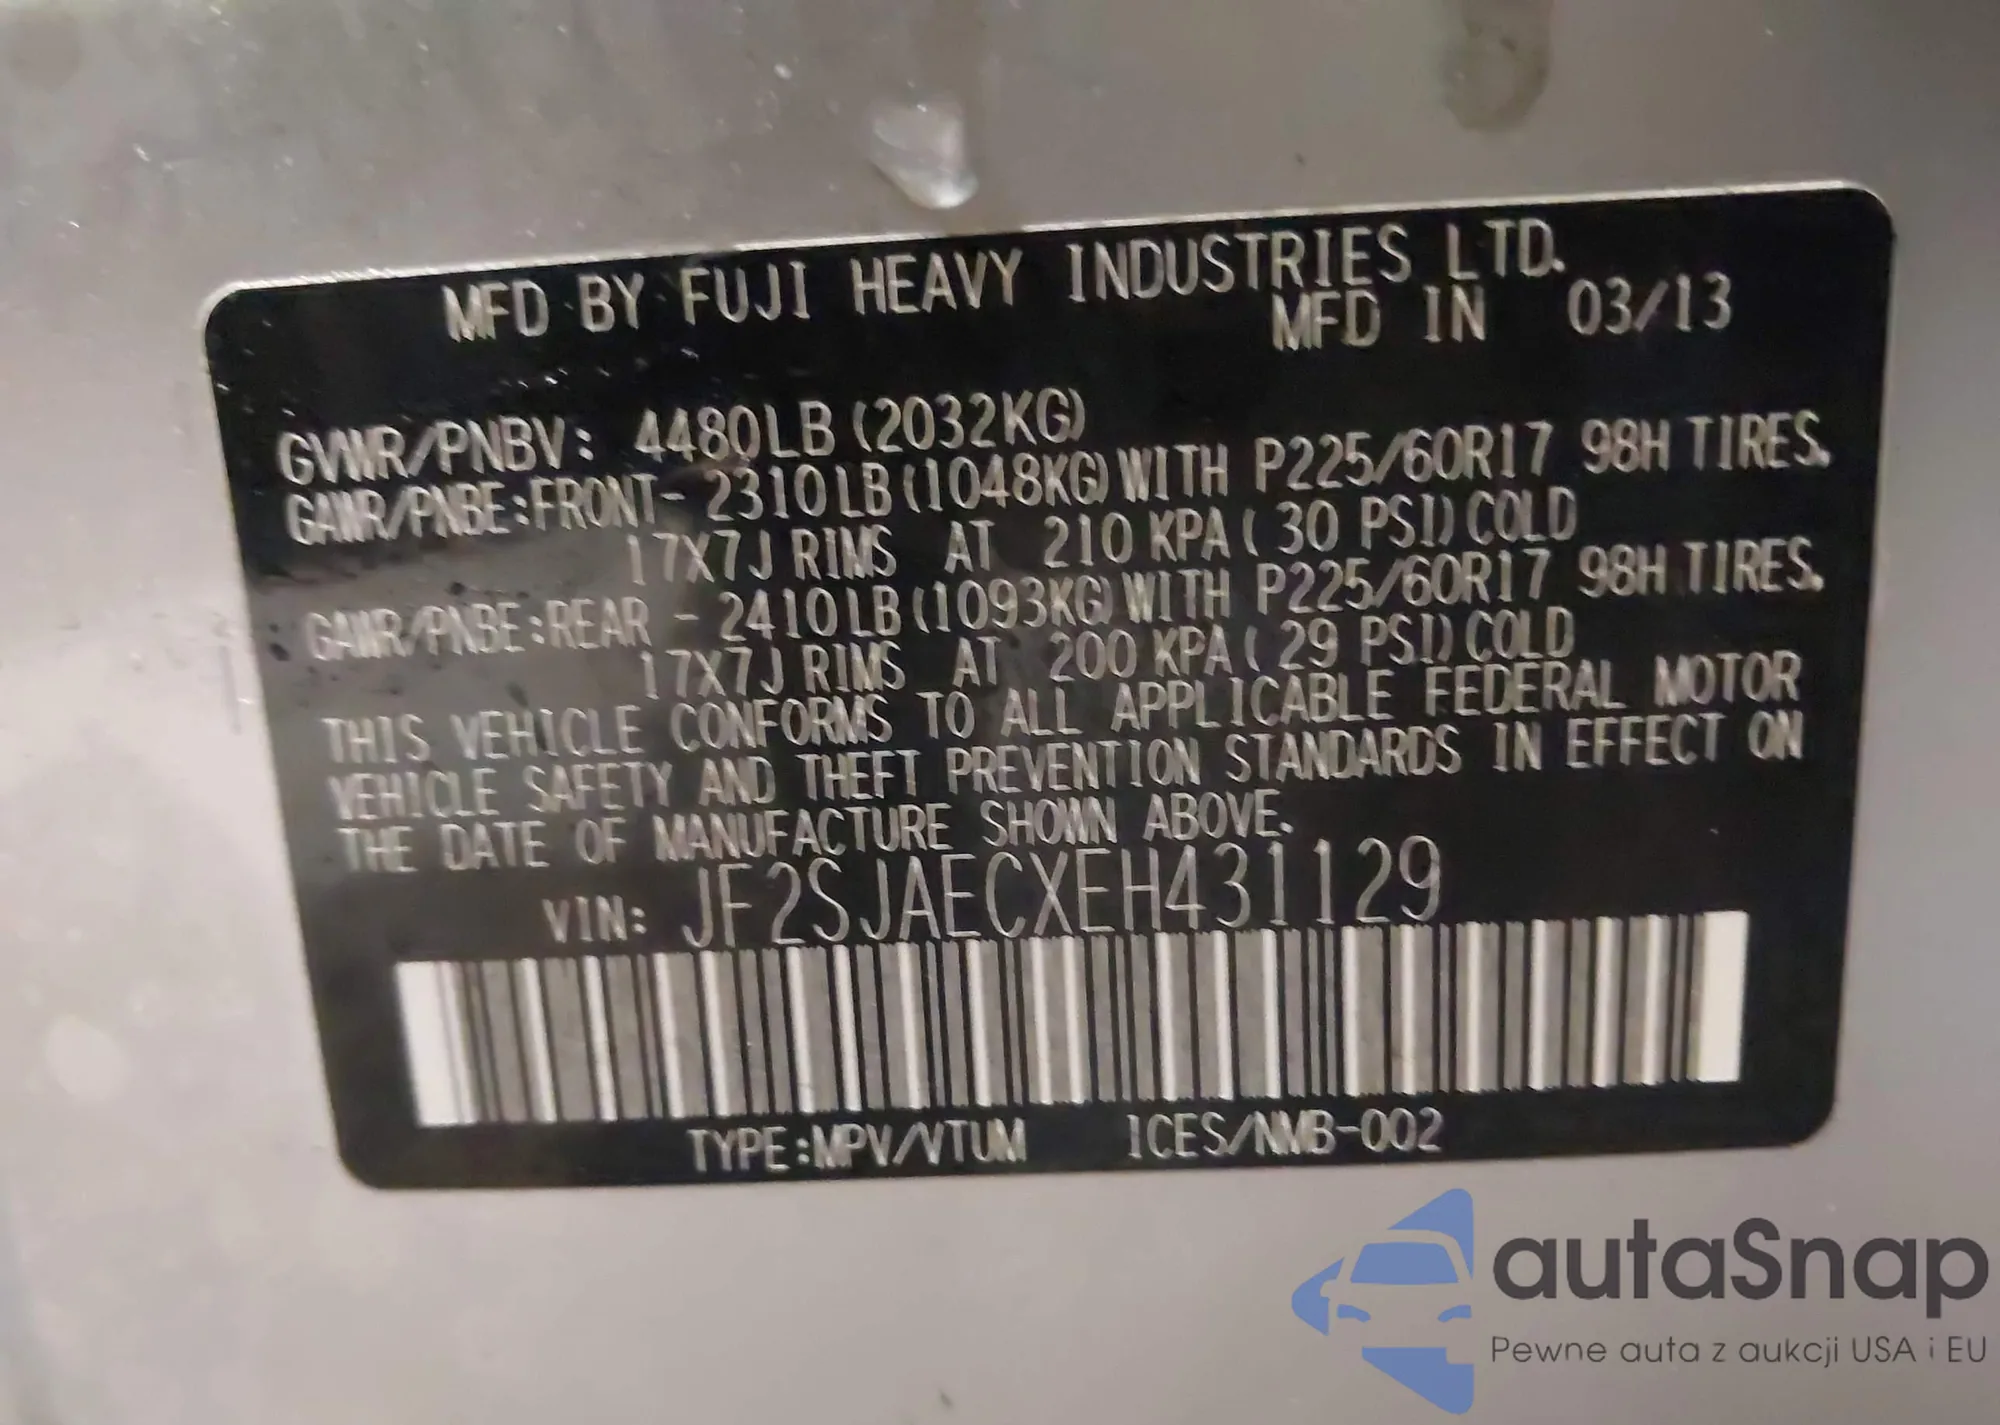 MFD BY FUJI HEAVY INDUSTRIES LTD.
MFD IN 03/13
GVWR/PNBV: 4480LB (2032KG)
GAWR/PNBE:FRONT- 2310LB (1048KG) WITH P225/60R17 98H TIRES.
17X7J RIMS AT 210 KPA ( 30 PSI) COLD
GAWR/PNBE:REAR - 2410LB (1093KG) WITH P225/60R17 98H TIRES.
17X7J RIMS AT 200 KPA ( 29 PSI) COLD
THIS VEHICLE CONFORMS TO ALL APPLICABLE FEDERAL MOTOR
VEHICLE SAFETY AND THEFT PREVENTION STANDARDS IN EFFECT ON
THE DATE OF MANUFACTURE SHOWN ABOVE.
VIN: JF2SJAECXEH431129
TYPE:MPV/VTUM ICES/NMB-002
autaSnap
Pewne auta z aukcji USA i EU